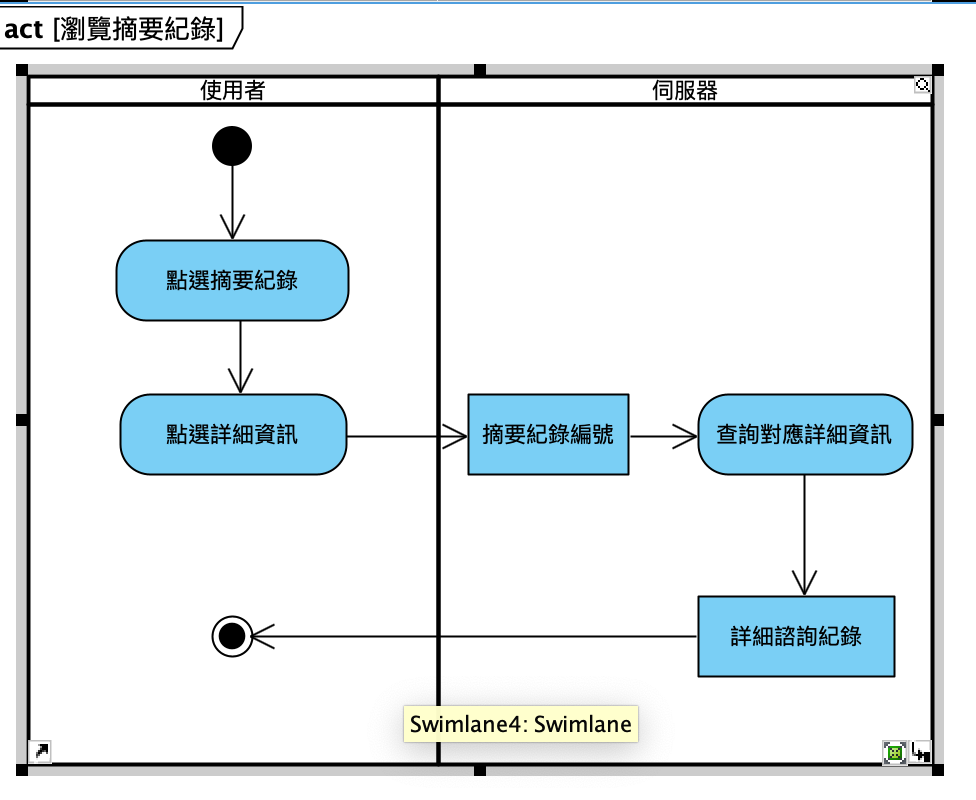 act [瀏覽摘要紀錄]
使用者
伺服器
點選摘要紀錄
點選詳細資訊
摘要紀錄編號
查詢對應詳細資訊
詳細諮詢紀錄
Swimlane4: Swimlane